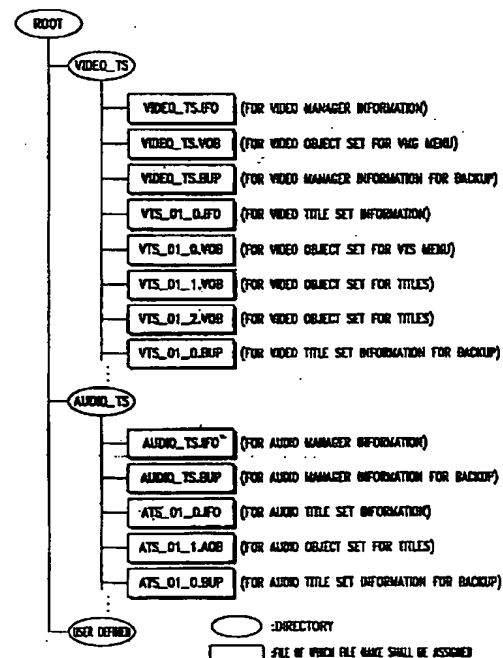 ROOT
VIDEO_TS
VIDEO_TS.IFO (FOR VIDEO MANAGER INFORMATION)
VIDEO_TS.VOB (FOR VIDEO OBJECT SET FOR VMG MENU)
VIDEO_TS.BUP (FOR VIDEO MANAGER INFORMATION FOR BACKUP)
VTS_01_0.IFO (FOR VIDEO TITLE SET INFORMATION)
VTS_01_0.VOB (FOR VIDEO OBJECT SET FOR VTS MENU)
VTS_01_1.VOB (FOR VIDEO OBJECT SET FOR TITLES)
VTS_01_2.VOB (FOR VIDEO OBJECT SET FOR TITLES)
VTS_01_0.BUP (FOR VIDEO TITLE SET INFORMATION FOR BACKUP)
AUDIO_TS
AUDIO_TS.IFO (FOR AUDIO MANAGER INFORMATION)
AUDIO_TS.BUP (FOR AUDIO MANAGER INFORMATION FOR BACKUP)
ATS_01_0.IFO (FOR AUDIO TITLE SET INFORMATION)
ATS_01_1.AOB (FOR AUDIO OBJECT SET FOR TITLES)
ATS_01_0.BUP (FOR AUDIO TITLE SET INFORMATION FOR BACKUP)
USER DEFINED
:DIRECTORY
:FILE OF WHICH FILE NAME SHALL BE ASSIGNED